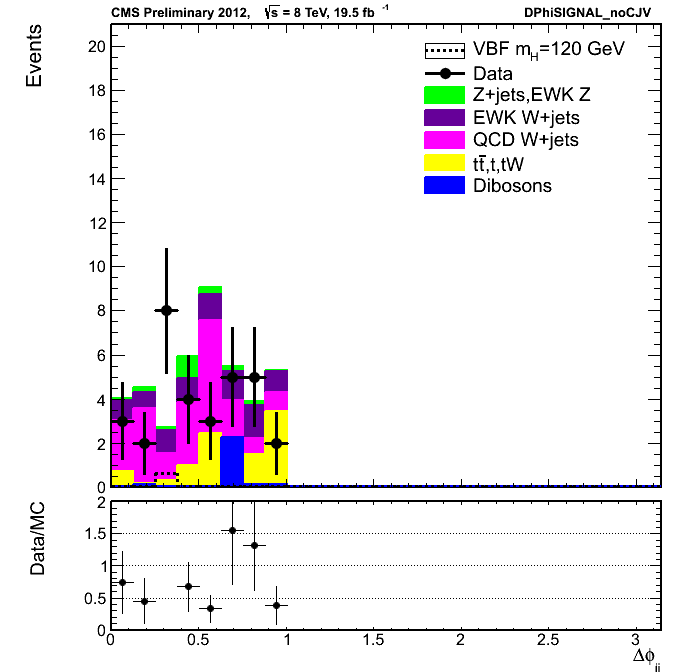 CMS Preliminary 2012, √s = 8 TeV, 19.5 fb⁻¹ DPhiSIGNAL_noCJV
Events
20
18
16
14
12
10
8
6
4
2
0
VBF m_H=120 GeV
Data
Z+jets,EWK Z
EWK W+jets
QCD W+jets
tt̄,t,tW
Dibosons
Data/MC
2
1.5
1
0.5
0
0 0.5 1 1.5 2 2.5 3
Δϕ_jj